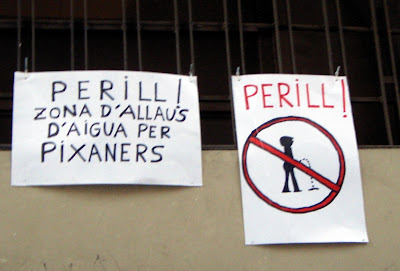 PERILL!
ZONA D'ALLAUS
D'AIGUA PER
PIXANERS
PERILL!